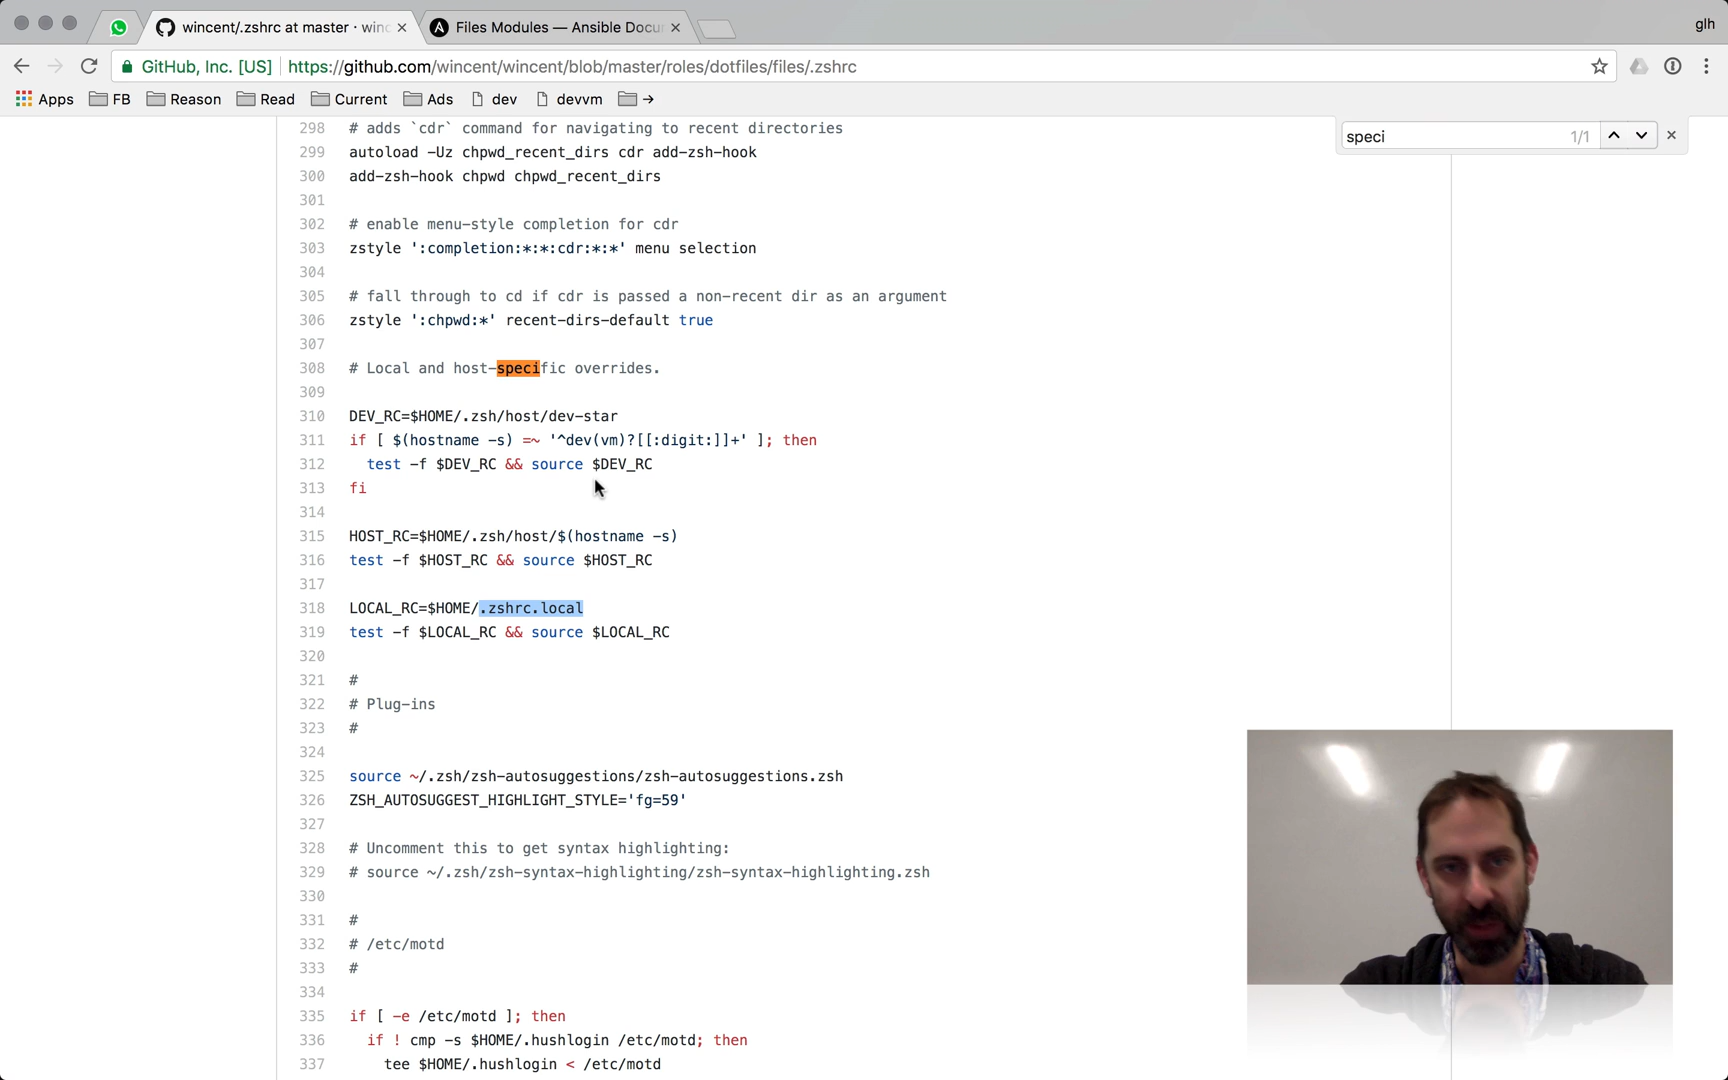 wincent/.zshrc at master · winc
Files Modules — Ansible Docu
glh
GitHub, Inc. [US] https://github.com/wincent/wincent/blob/master/roles/dotfiles/files/.zshrc
Apps FB Reason Read Current Ads dev devvm →
speci 1/1
298 # adds `cdr` command for navigating to recent directories
299 autoload -Uz chpwd_recent_dirs cdr add-zsh-hook
300 add-zsh-hook chpwd chpwd_recent_dirs
301
302 # enable menu-style completion for cdr
303 zstyle ':completion:*:*:cdr:*:*' menu selection
304
305 # fall through to cd if cdr is passed a non-recent dir as an argument
306 zstyle ':chpwd:*' recent-dirs-default true
307
308 # Local and host-specific overrides.
309
310 DEV_RC=$HOME/.zsh/host/dev-star
311 if [ $(hostname -s) =~ '^dev(vm)?[[:digit:]]+' ]; then
312 test -f $DEV_RC && source $DEV_RC
313 fi
314
315 HOST_RC=$HOME/.zsh/host/$(hostname -s)
316 test -f $HOST_RC && source $HOST_RC
317
318 LOCAL_RC=$HOME/.zshrc.local
319 test -f $LOCAL_RC && source $LOCAL_RC
320
321 #
322 # Plug-ins
323 #
324
325 source ~/.zsh/zsh-autosuggestions/zsh-autosuggestions.zsh
326 ZSH_AUTOSUGGEST_HIGHLIGHT_STYLE='fg=59'
327
328 # Uncomment this to get syntax highlighting:
329 # source ~/.zsh/zsh-syntax-highlighting/zsh-syntax-highlighting.zsh
330
331 #
332 # /etc/motd
333 #
334
335 if [ -e /etc/motd ]; then
336 if ! cmp -s $HOME/.hushlogin /etc/motd; then
337 tee $HOME/.hushlogin < /etc/motd